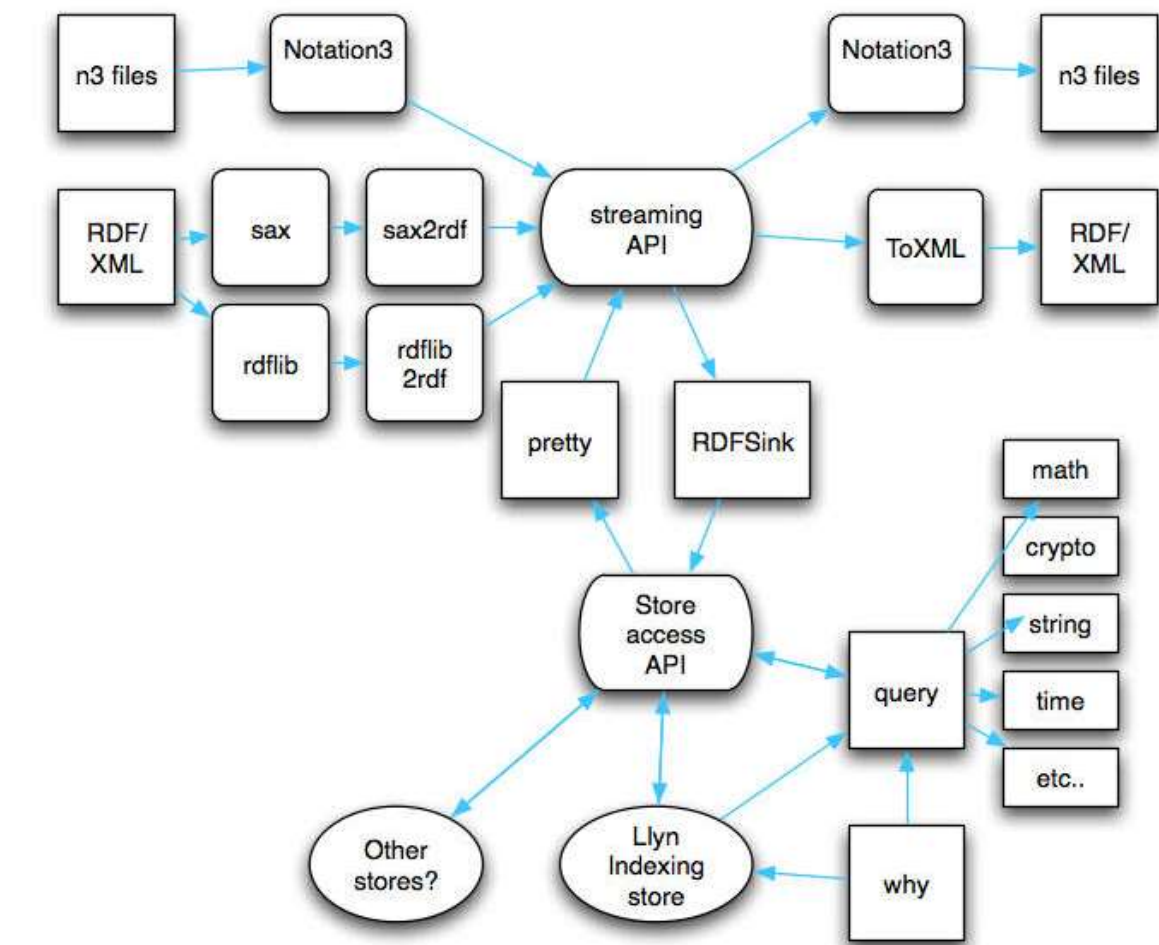 n3 files
Notation3
Notation3
n3 files
RDF/
XML
sax
sax2rdf
streaming
API
ToXML
RDF/
XML
rdflib
rdflib
2rdf
pretty
RDFSink
math
crypto
string
time
etc..
Store
access
API
query
Other
stores?
Llyn
Indexing
store
why